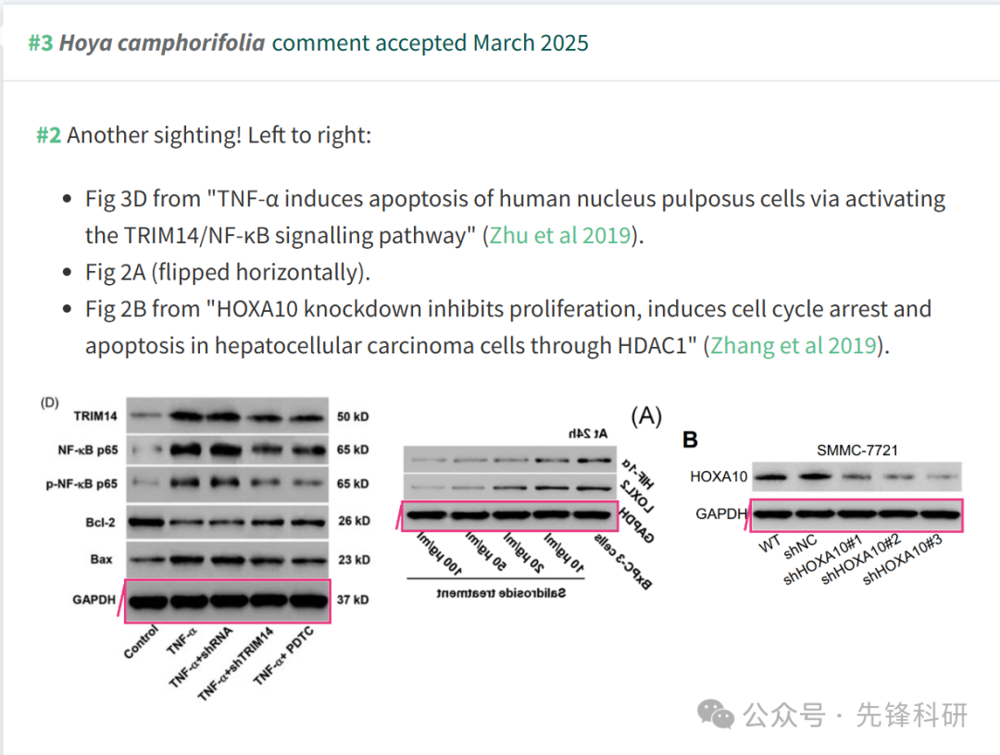 #3 Hoya camphorifolia comment accepted March 2025
#2 Another sighting! Left to right:
• Fig 3D from "TNF-α induces apoptosis of human nucleus pulposus cells via activating
the TRIM14/NF-κB signalling pathway" (Zhu et al 2019).
• Fig 2A (flipped horizontally).
• Fig 2B from "HOXA10 knockdown inhibits proliferation, induces cell cycle arrest and
apoptosis in hepatocellular carcinoma cells through HDAC1" (Zhang et al 2019).
(D)
TRIM14 50 kD
NF-κB p65 65 kD
p-NF-κB p65 65 kD
Bcl-2 26 kD
Bax 23 kD
GAPDH 37 kD
Control
TNF-α
TNF-α+shRNA
TNF-α+shTRIM14
TNF-α+ PDTC
(A)
At 24h
HIF-1α
LOXL2
GAPDH
100 μg/ml
50 μg/ml
20 μg/ml
10 μg/ml
BxPC-3 cells
Salidroside treatment
B
SMMC-7721
HOXA10
GAPDH
WT
shNC
shHOXA10#1
shHOXA10#2
shHOXA10#3
公众号 · 先锋科研